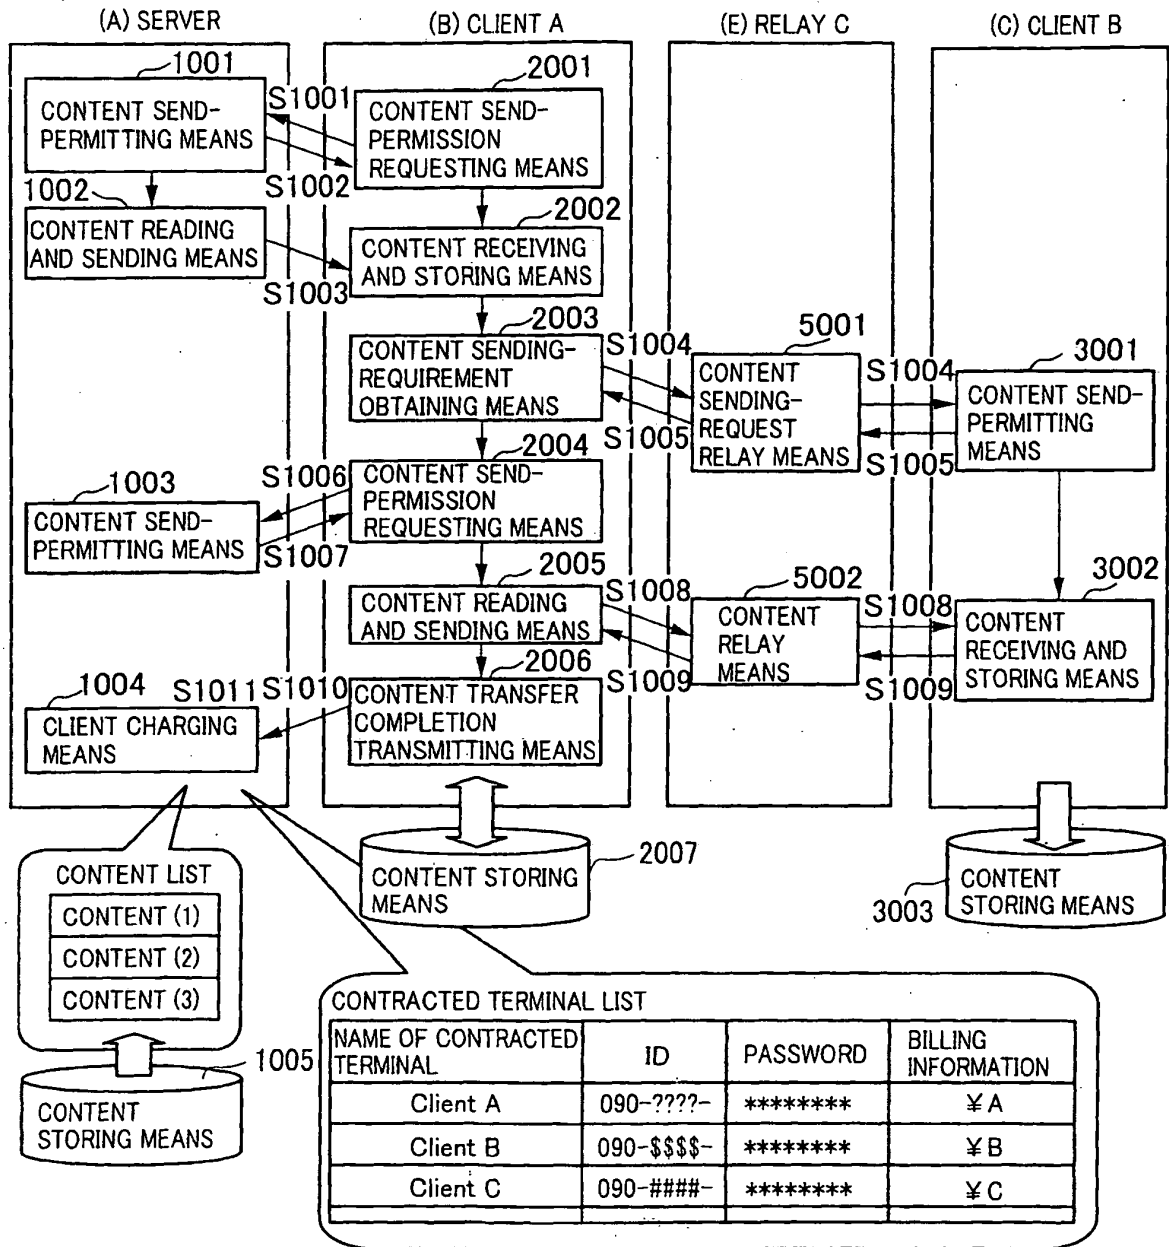 (A) SERVER
(B) CLIENT A
(E) RELAY C
(C) CLIENT B
1001
CONTENT SEND-
PERMITTING MEANS
S1001
S1002
2001
CONTENT SEND-
PERMISSION
REQUESTING MEANS
1002
CONTENT READING
AND SENDING MEANS
S1003
2002
CONTENT RECEIVING
AND STORING MEANS
2003
CONTENT SENDING-
REQUIREMENT
OBTAINING MEANS
S1004
S1005
5001
CONTENT
SENDING-
REQUEST
RELAY MEANS
S1004
S1005
3001
CONTENT SEND-
PERMITTING
MEANS
2004
CONTENT SEND-
PERMISSION
REQUESTING MEANS
S1006
S1007
1003
CONTENT SEND-
PERMITTING MEANS
2005
CONTENT READING
AND SENDING MEANS
S1008
S1009
5002
CONTENT
RELAY
MEANS
S1008
S1009
3002
CONTENT
RECEIVING AND
STORING MEANS
2006
CONTENT TRANSFER
COMPLETION
TRANSMITTING MEANS
1004
S1011
S1010
CLIENT CHARGING
MEANS
CONTENT LIST
CONTENT (1)
CONTENT (2)
CONTENT (3)
1005
CONTENT
STORING MEANS
2007
CONTENT STORING
MEANS
3003
CONTENT
STORING MEANS
CONTRACTED TERMINAL LIST
NAME OF CONTRACTED
TERMINAL
ID
PASSWORD
BILLING
INFORMATION
Client A 090-????- ******** ¥A
Client B 090-$$$$- ******** ¥B
Client C 090-####- ******** ¥C